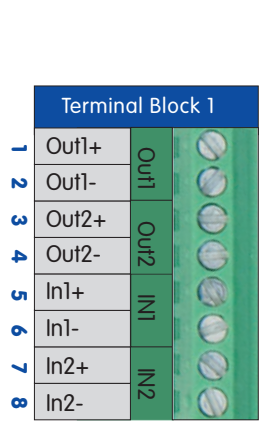 Terminal Block 1
1 Out1+ Out1
2 Out1-
3 Out2+ Out2
4 Out2-
5 In1+ IN1
6 In1-
7 In2+ IN2
8 In2-